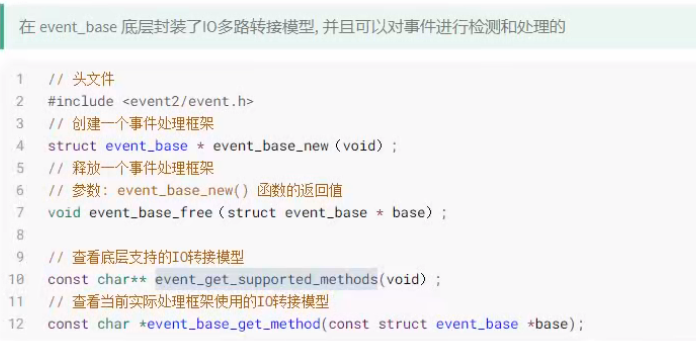 在 event_base 底层封装了IO多路转接模型, 并且可以对事件进行检测和处理的
1 // 头文件
2 #include <event2/event.h>
3 // 创建一个事件处理框架
4 struct event_base * event_base_new（void）;
5 // 释放一个事件处理框架
6 // 参数: event_base_new() 函数的返回值
7 void event_base_free（struct event_base * base）;
8
9 // 查看底层支持的IO转接模型
10 const char** event_get_supported_methods(void）;
11 // 查看当前实际处理框架使用的IO转接模型
12 const char *event_base_get_method(const struct event_base *base);